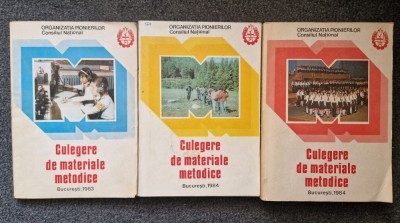 ORGANIZAȚIA PIONIERILOR
Consiliul Național
Culegere
de materiale
metodice
București, 1983
ORGANIZAȚIA PIONIERILOR
Consiliul Național
Culegere
de materiale
metodice
București, 1984
ORGANIZAȚIA PIONIERILOR
Consiliul Național
Culegere
de materiale
metodice
București, 1984